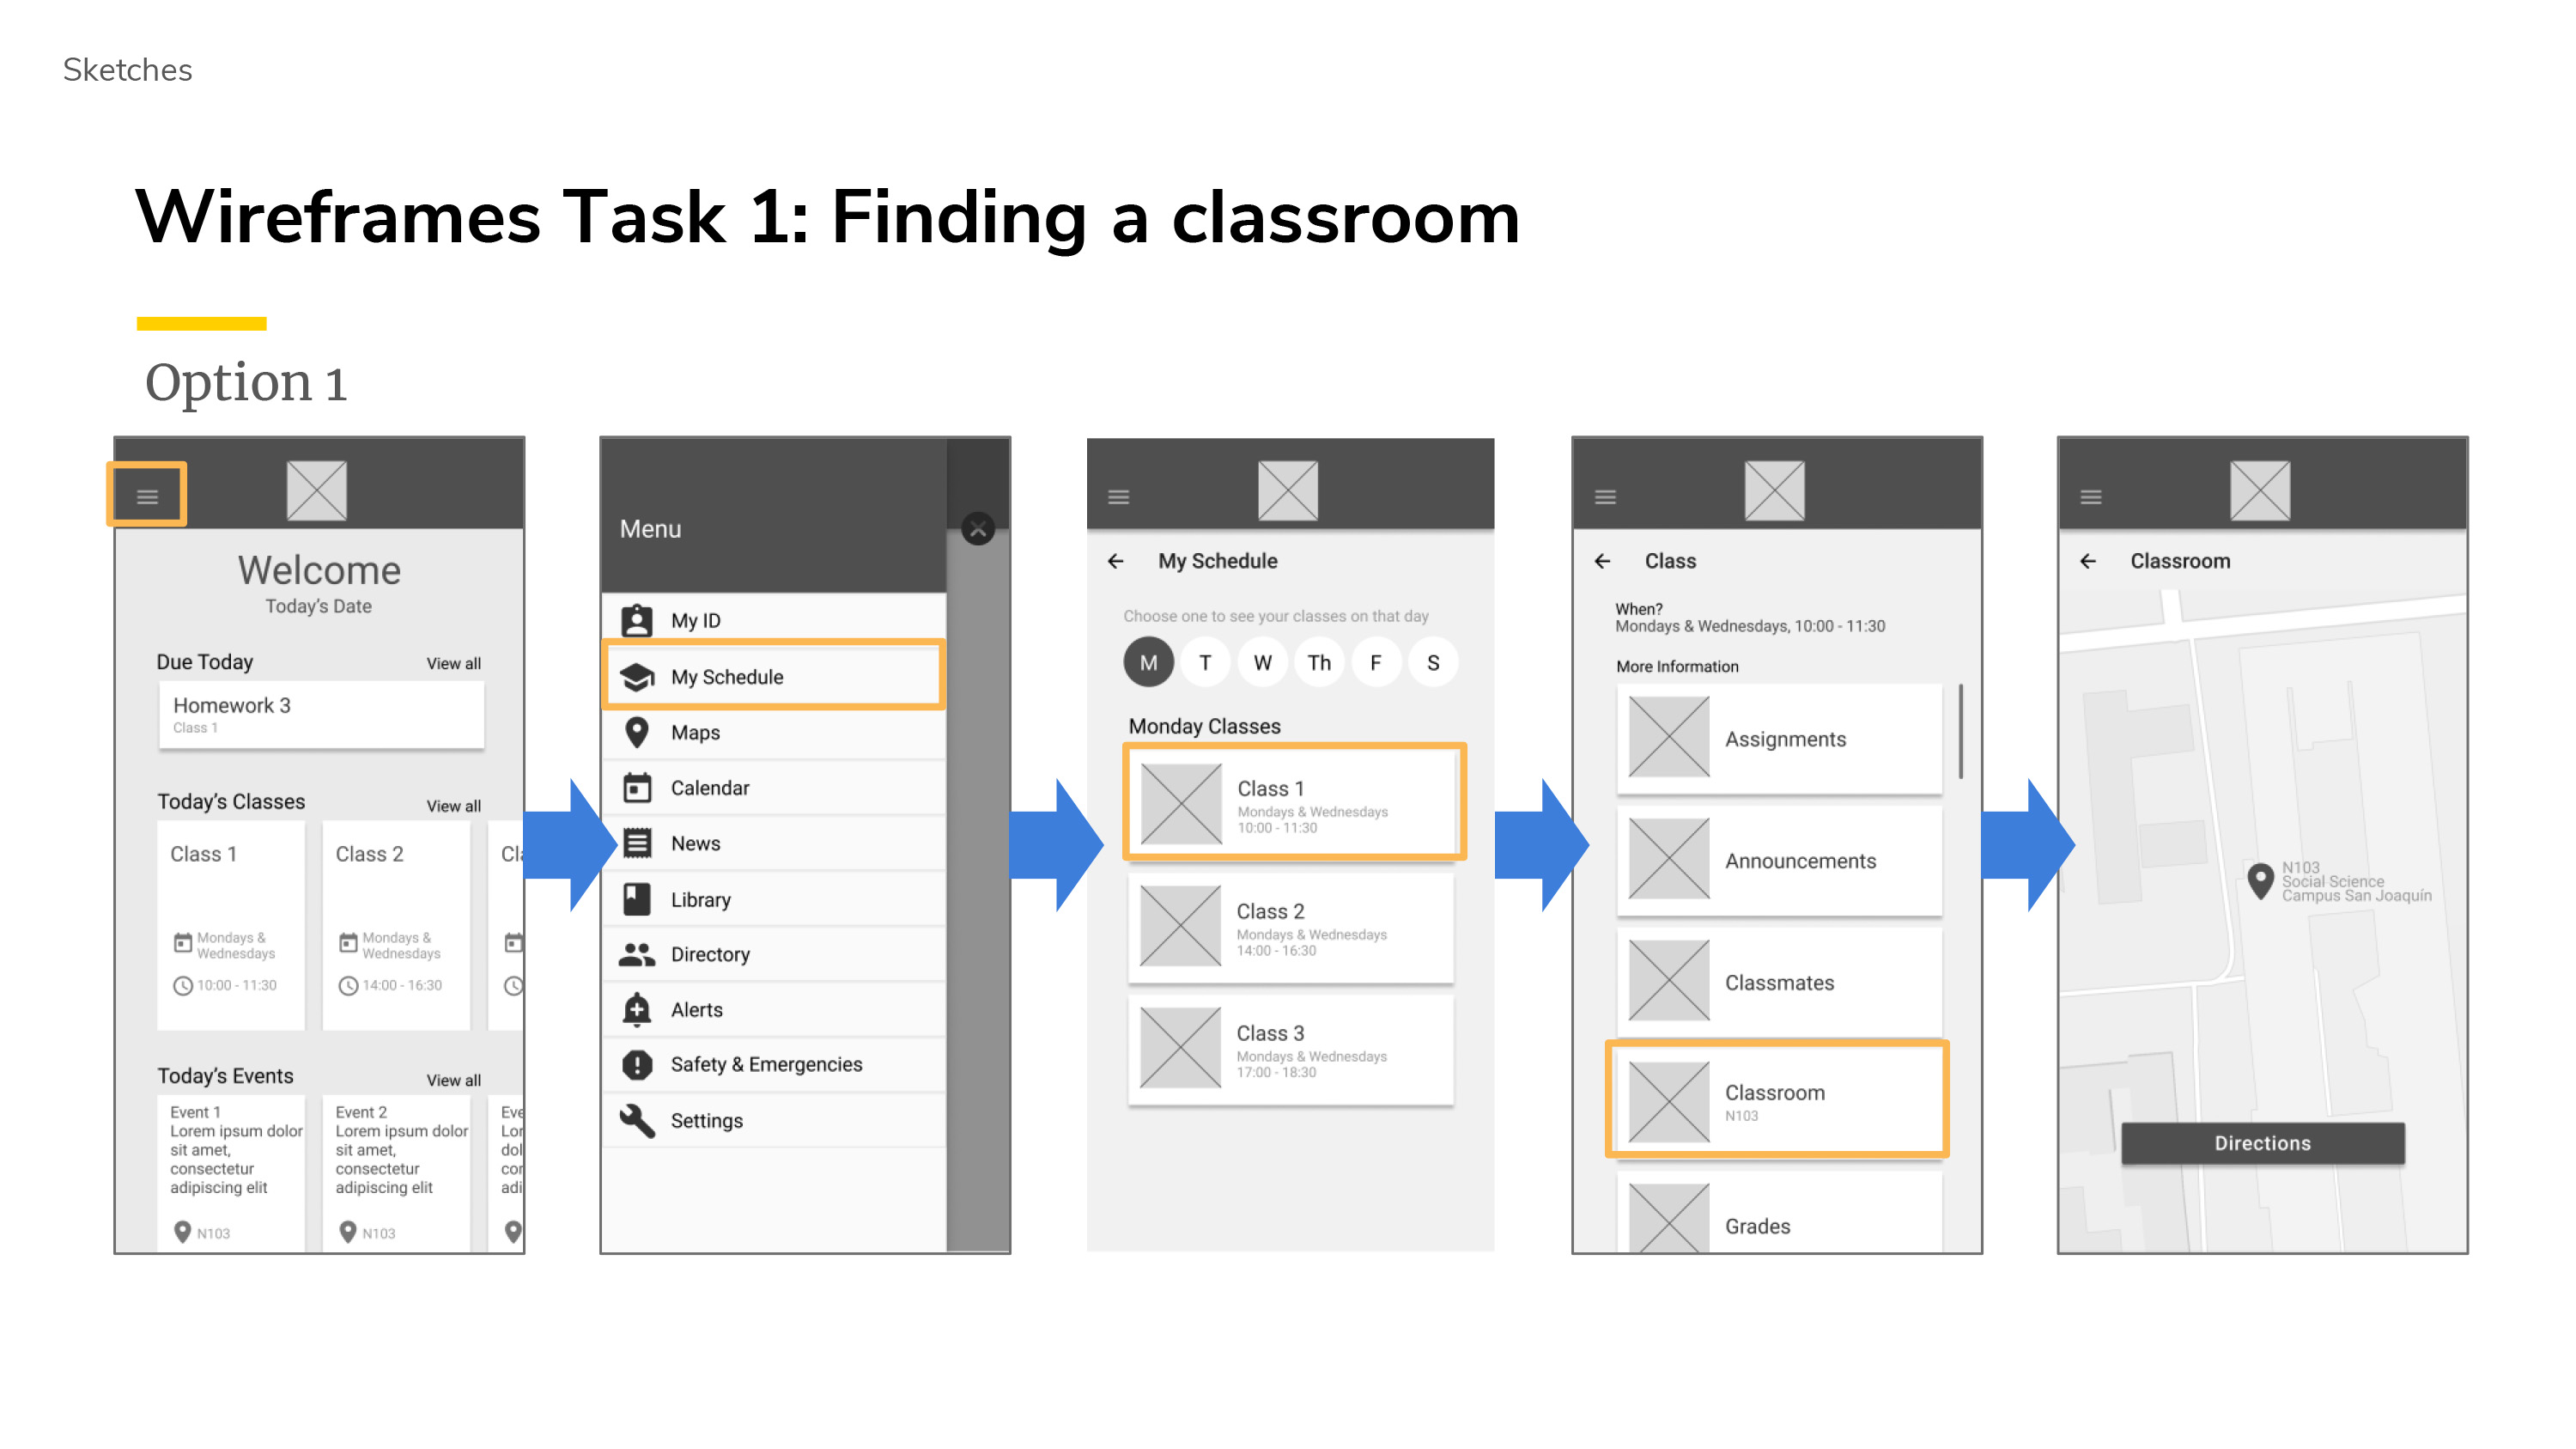 Sketches
Wireframes Task 1: Finding a classroom
Option 1
Welcome
Today's Date
Due Today
View all
Homework 3
Class 1
Today's Classes
View all
Class 1
Mondays &
Wednesdays
10:00 - 11:30
Class 2
Mondays &
Wednesdays
14:00 - 16:30
Today's Events
View all
Event 1
Lorem ipsum dolor
sit amet,
consectetur
adipiscing elit
N103
Event 2
Lorem ipsum dolor
sit amet,
consectetur
adipiscing elit
N103
Menu
My ID
My Schedule
Maps
Calendar
News
Library
Directory
Alerts
Safety & Emergencies
Settings
My Schedule
Choose one to see your classes on that day
M T W Th F S
Monday Classes
Class 1
Mondays & Wednesdays
10:00 - 11:30
Class 2
Mondays & Wednesdays
14:00 - 16:30
Class 3
Mondays & Wednesdays
17:00 - 18:30
Class
When?
Mondays & Wednesdays, 10:00 - 11:30
More Information
Assignments
Announcements
Classmates
Classroom
N103
Grades
Classroom
N103
Social Science
Campus San Joaquín
Directions